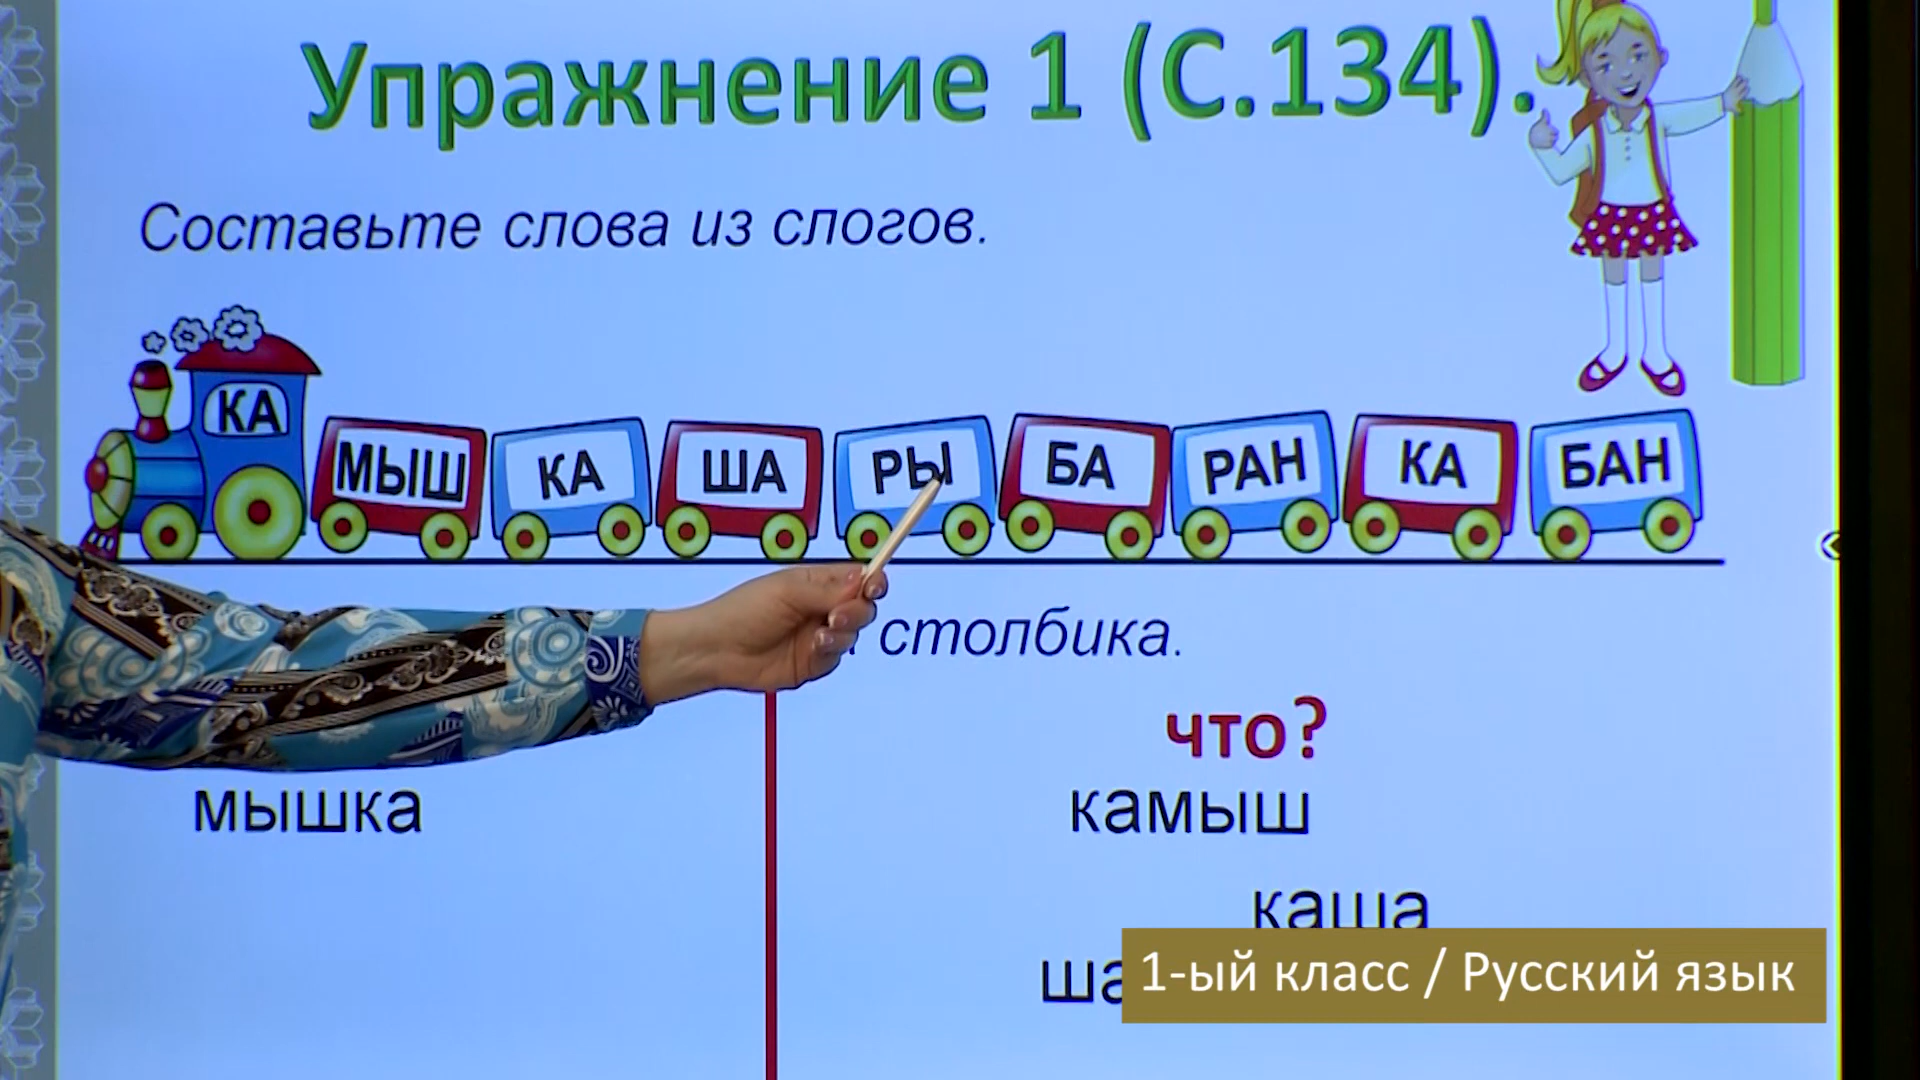 Упражнение 1 (С.134).
Составьте слова из слогов.
КА МЫШ КА ША РЫ БА РАН КА БАН
столбика.
что?
мышка камыш
каша
1-ый класс / Русский язык